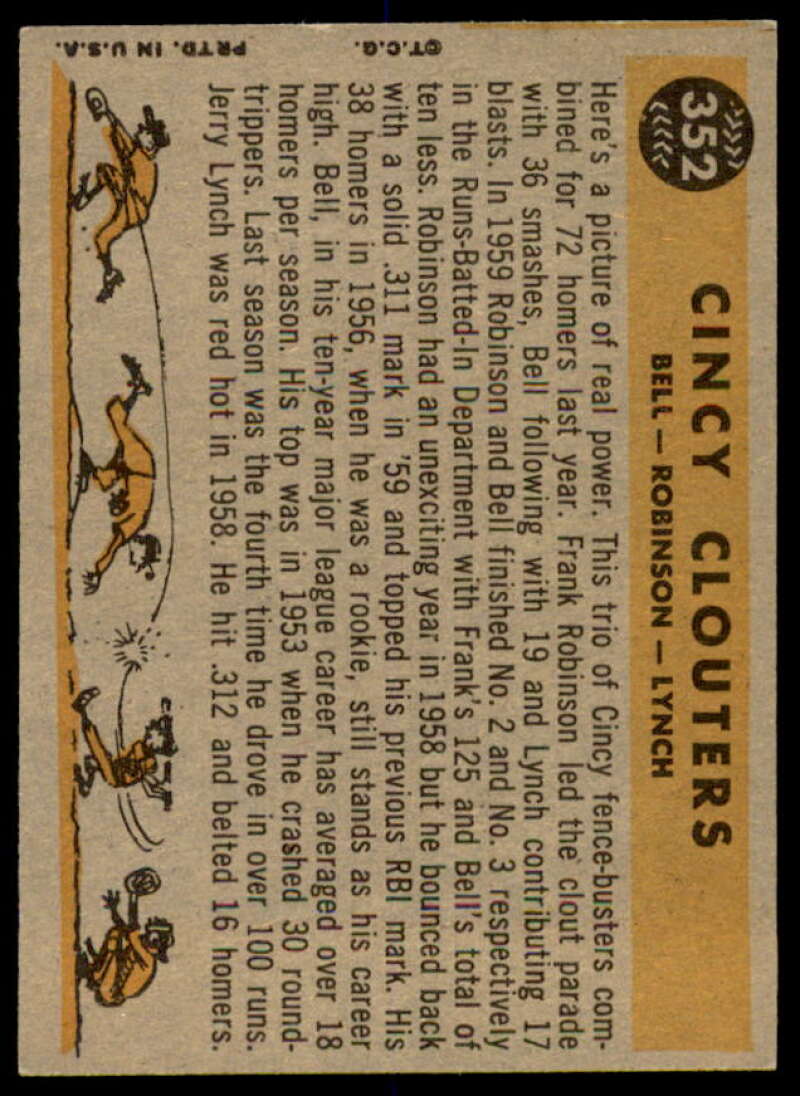 352
CINCY CLOUTERS
BELL — ROBINSON — LYNCH
Here's a picture of real power. This trio of Cincy fence-busters com-
bined for 72 homers last year. Frank Robinson led the clout parade
with 36 smashes, Bell following with 19 and Lynch contributing 17
blasts. In 1959 Robinson and Bell finished No. 2 and No. 3 respectively
in the Runs-Batted-In Department with Frank's 125 and Bell's total of
ten less. Robinson had an unexciting year in 1958 but he bounced back
with a solid .311 mark in '59 and topped his previous RBI mark. His
38 homers in 1956, when he was a rookie, still stands as his career
high. Bell, in his ten-year major league career has averaged over 18
homers per season. His top was in 1953 when he crashed 30 round-
trippers. Last season was the fourth time he drove in over 100 runs.
Jerry Lynch was red hot in 1958. He hit .312 and belted 16 homers.
©T.C.G. PRTD. IN U.S.A.